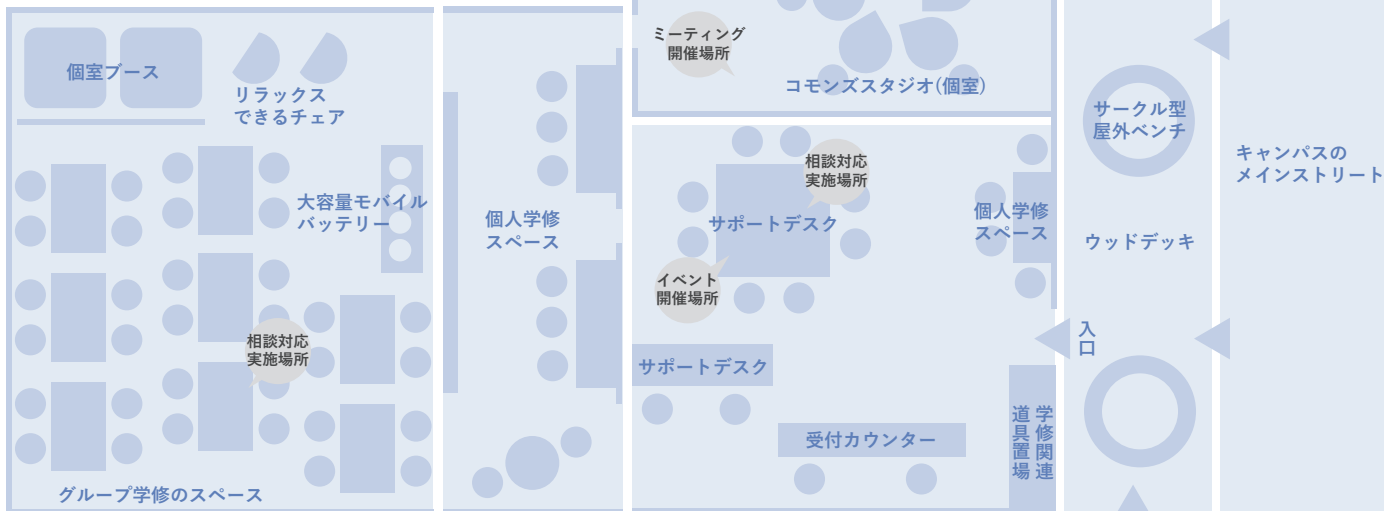 個室ブース
リラックス
できるチェア
大容量モバイル
バッテリー
相談対応
実施場所
グループ学修のスペース
個人学修
スペース
ミーティング
開催場所
コモンズスタジオ(個室)
相談対応
実施場所
サポートデスク
イベント
開催場所
個人学修
スペース
サポートデスク
受付カウンター
学修関連
道具置場
入口
サークル型
屋外ベンチ
ウッドデッキ
キャンパスの
メインストリート